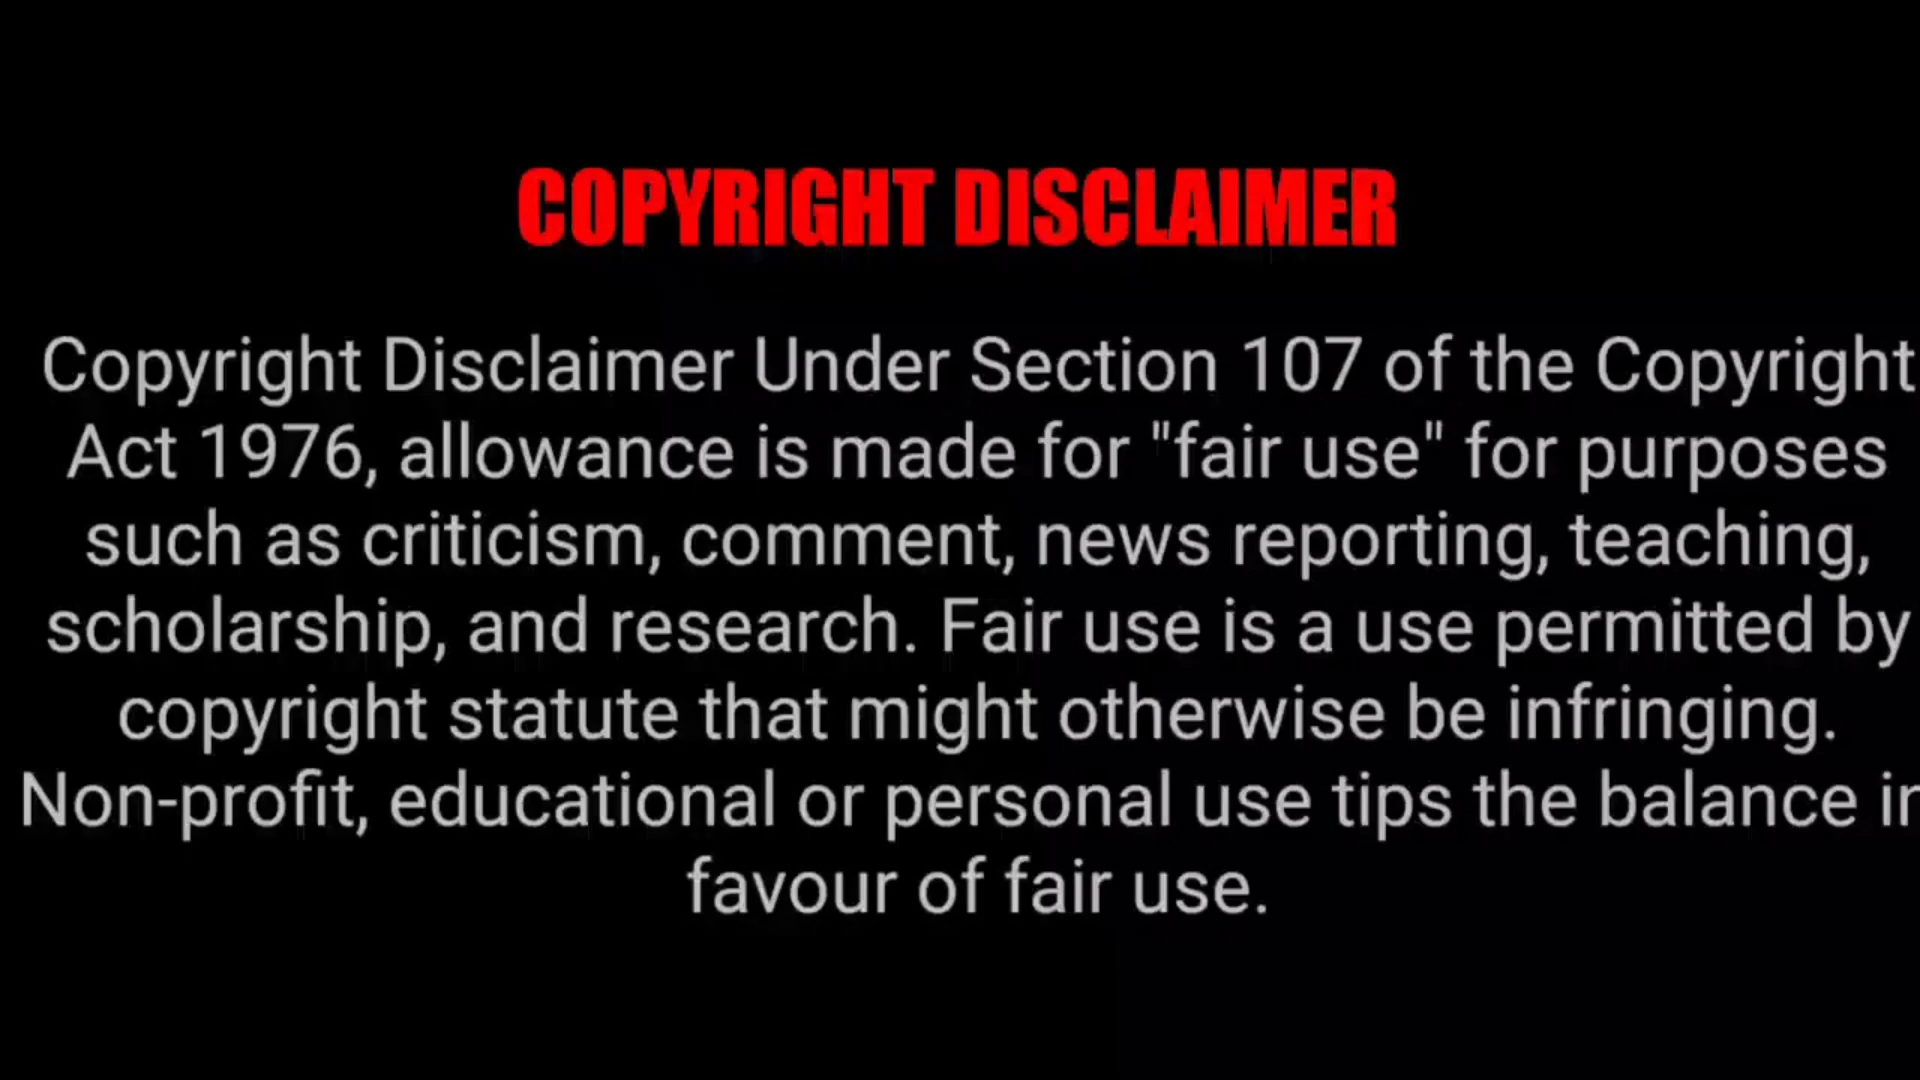 COPYRIGHT DISCLAIMER
Copyright Disclaimer Under Section 107 of the Copyright
Act 1976, allowance is made for "fair use" for purposes
such as criticism, comment, news reporting, teaching,
scholarship, and research. Fair use is a use permitted by
copyright statute that might otherwise be infringing.
Non-profit, educational or personal use tips the balance in
favour of fair use.